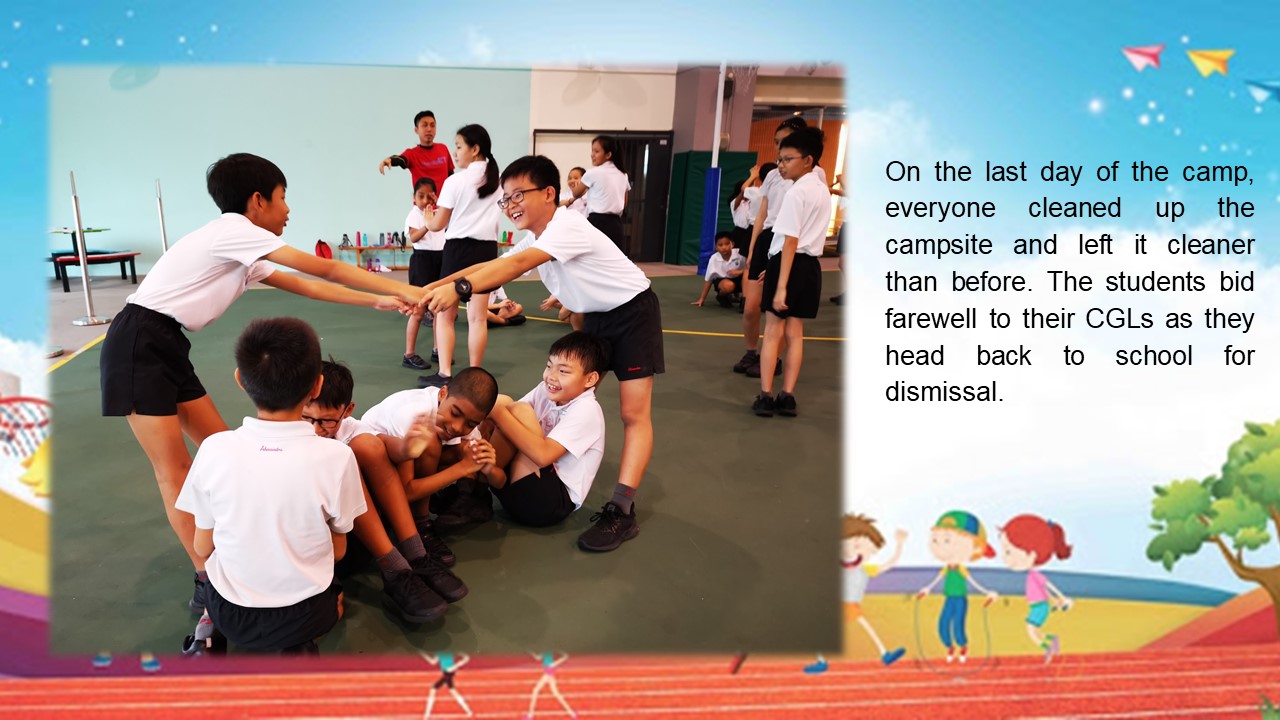 On the last day of the camp,
everyone cleaned up the
campsite and left it cleaner
than before. The students bid
farewell to their CGLs as they
head back to school for
dismissal.